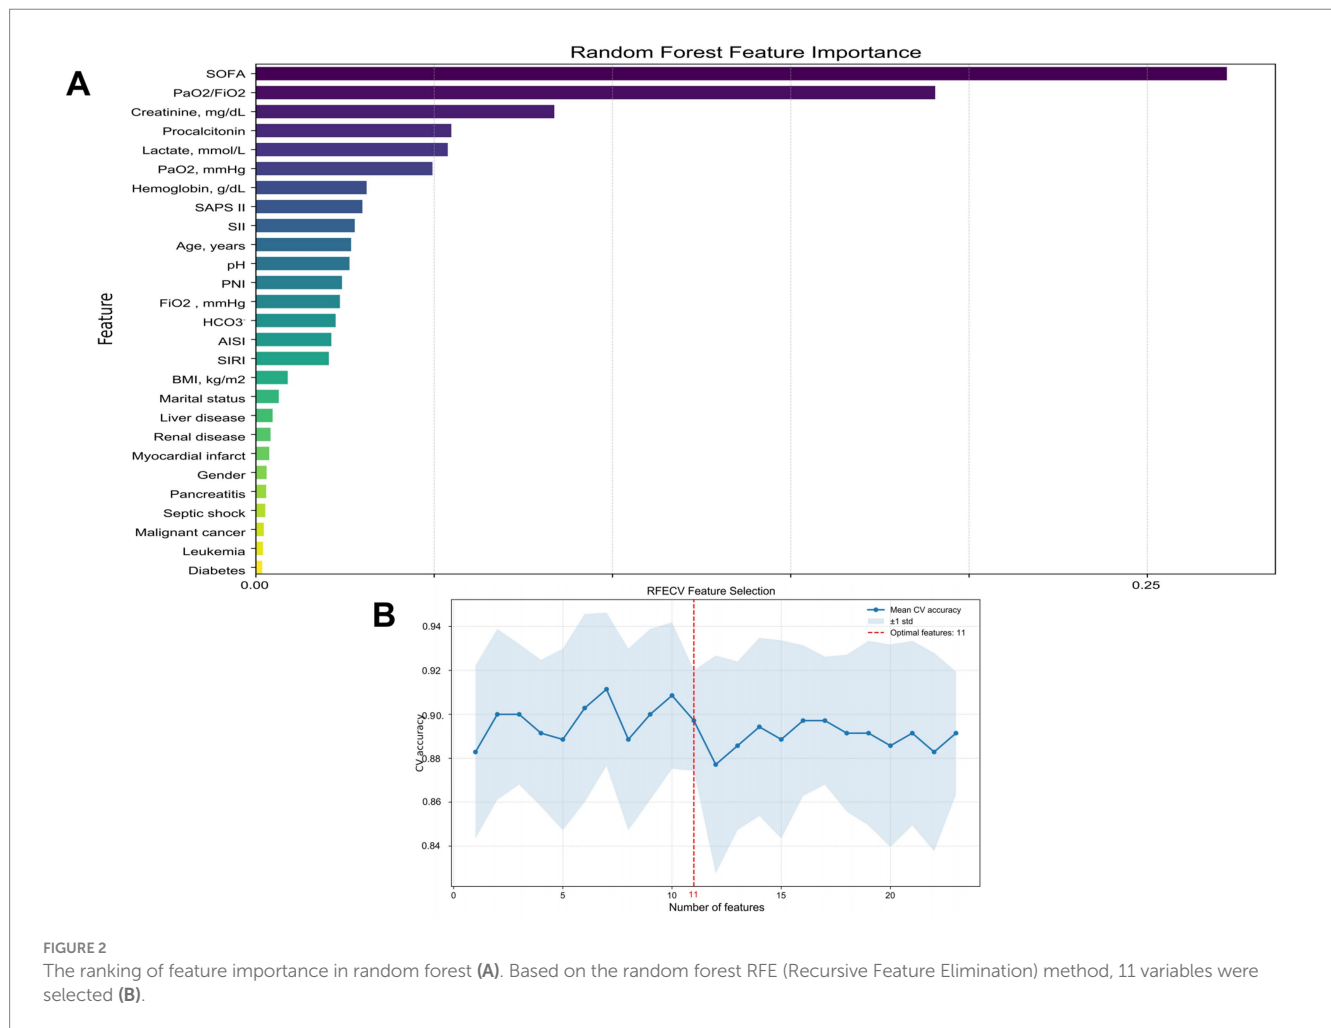 A
Random Forest Feature Importance
Feature
SOFA
PaO2/FiO2
Creatinine, mg/dL
Procalcitonin
Lactate, mmol/L
PaO2, mmHg
Hemoglobin, g/dL
SAPS II
SII
Age, years
pH
PNI
FiO2 , mmHg
HCO3⁻
AISI
SIRI
BMI, kg/m2
Marital status
Liver disease
Renal disease
Myocardial infarct
Gender
Pancreatitis
Septic shock
Malignant cancer
Leukemia
Diabetes
0.00
0.25
B
RFECV Feature Selection
Mean CV accuracy
±1 std
Optimal features: 11
CV accuracy
0.94
0.92
0.90
0.88
0.86
0.84
0
5
10
11
15
20
Number of features
FIGURE 2
The ranking of feature importance in random forest (A). Based on the random forest RFE (Recursive Feature Elimination) method, 11 variables were
selected (B).